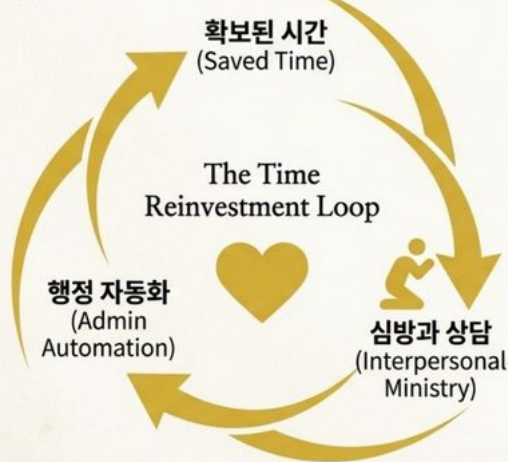 확보된 시간
(Saved Time)
The Time
Reinvestment Loop
행정 자동화
(Admin
Automation)
심방과 상담
(Interpersonal
Ministry)